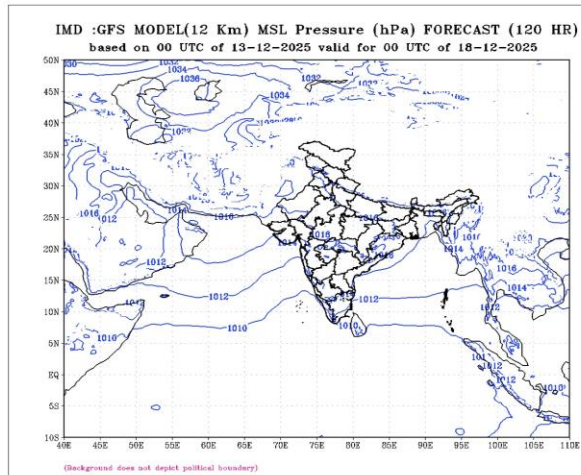 IMD :GFS MODEL(12 Km) MSL Pressure (hPa) FORECAST (120 HR)
based on 00 UTC of 13-12-2025 valid for 00 UTC of 18-12-2025
50N
1032
1034
1036
1034
45N
40N
35N
30N
25N
1016
1012
1016
20N
1014
1016
15N
1012
1012
1012
1014
10N
1010
1010
1010
5N
1012
EQ
1010
5S
10S
40E 45E 50E 55E 60E 65E 70E 75E 80E 85E 90E 95E 100E 105E 110E
(Background does not depict political boundery)